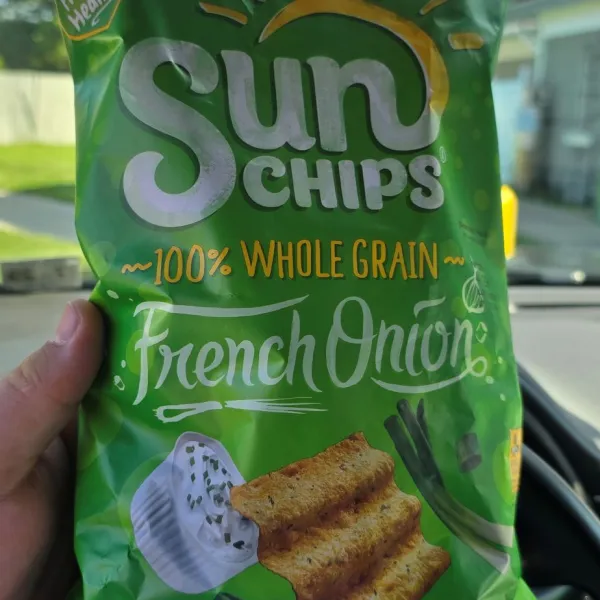 Sun
CHIPS®
~100% WHOLE GRAIN~
French Onion